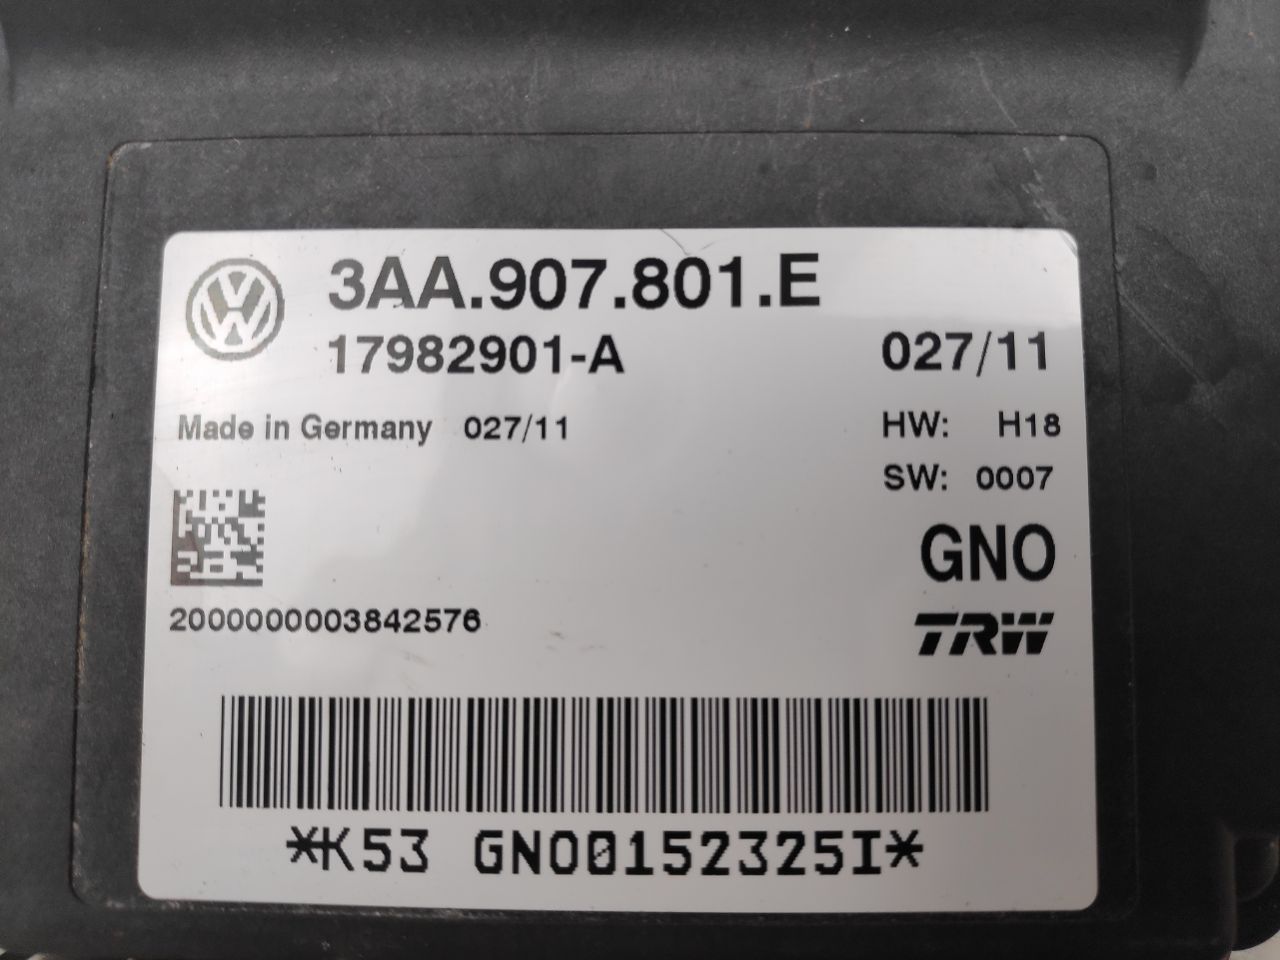 3AA.907.801.E
17982901-A 027/11
Made in Germany 027/11 HW: H18
SW: 0007
GNO
2000000003842576
TRW
*K53 GNO0152325I*